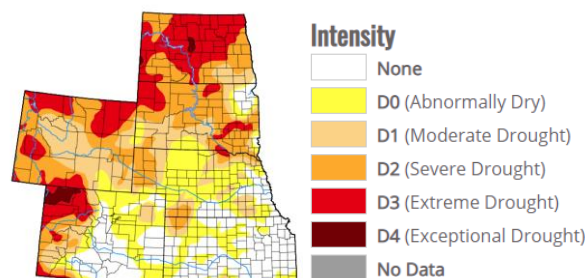 Intensity
None
D0 (Abnormally Dry)
D1 (Moderate Drought)
D2 (Severe Drought)
D3 (Extreme Drought)
D4 (Exceptional Drought)
No Data